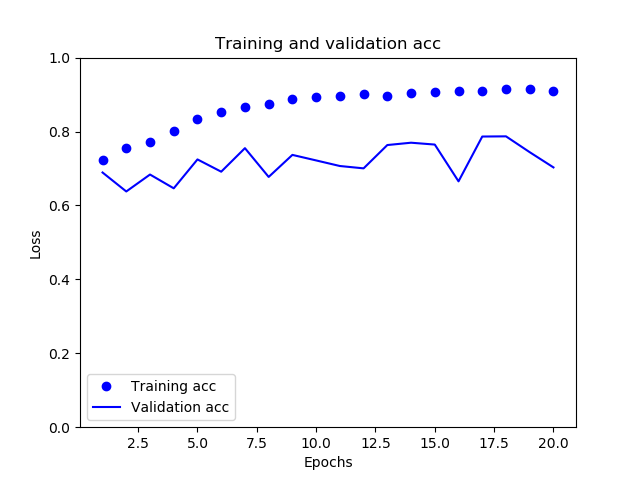 Training and validation acc
1.0
0.8
0.6
0.4
0.2
0.0
Loss
Training acc
Validation acc
2.5 5.0 7.5 10.0 12.5 15.0 17.5 20.0
Epochs